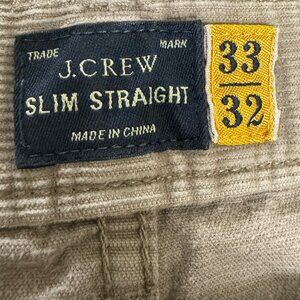 TRADE MARK
J.CREW
SLIM STRAIGHT
MADE IN CHINA
33
32